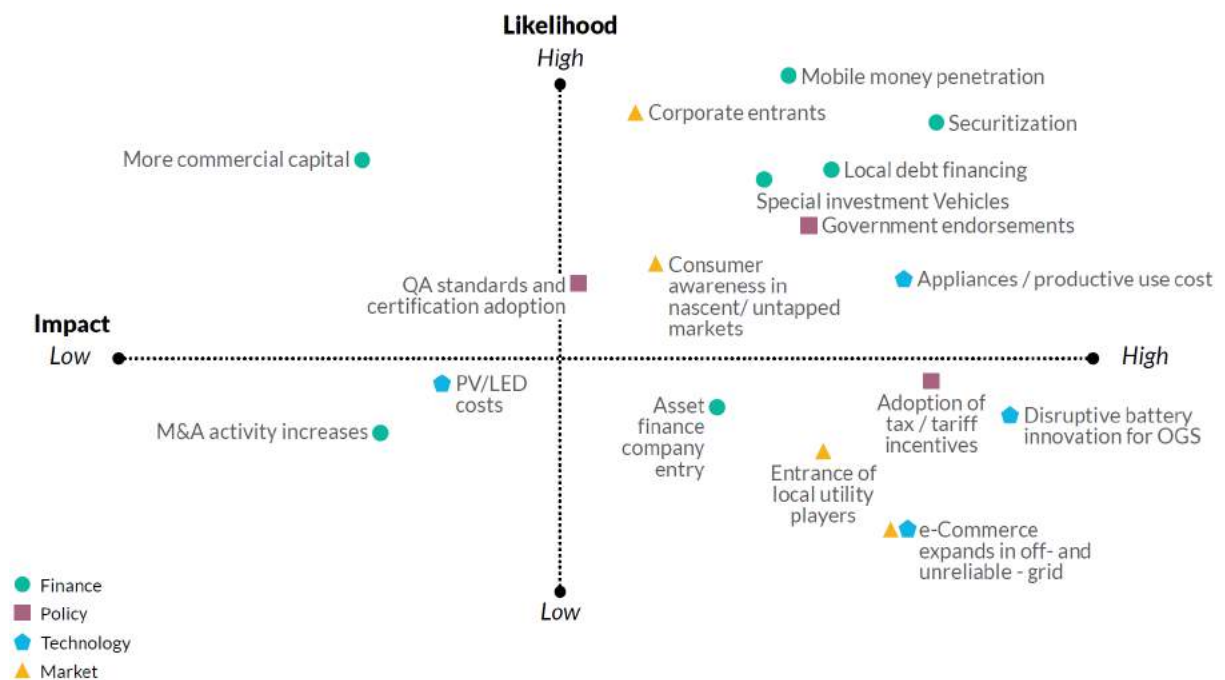 Likelihood
High
Mobile money penetration
Corporate entrants
Securitization
More commercial capital
Local debt financing
Special investment Vehicles
Government endorsements
Consumer
awareness in
nascent/ untapped
markets
QA standards and
certification adoption
Appliances / productive use cost
Impact
Low
High
PV/LED
costs
M&A activity increases
Asset
finance
company
entry
Adoption of
tax / tariff
incentives
Disruptive battery
innovation for OGS
Entrance of
local utility
players
e-Commerce
expands in off- and
unreliable - grid
Low
Finance
Policy
Technology
Market